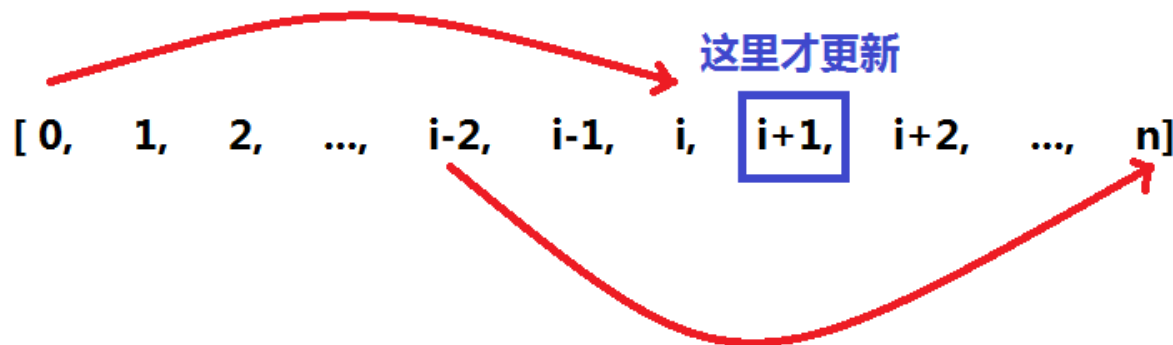 这里才更新
[ 0, 1, 2, ..., i-2, i-1, i, i+1, i+2, ..., n]